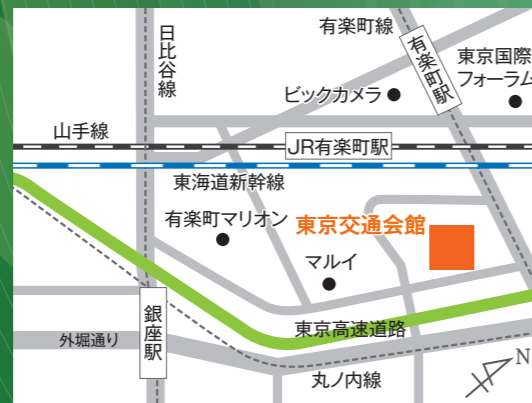 有楽町線
日比谷線
有楽町駅
東京国際
フォーラム
ビックカメラ
山手線
JR有楽町駅
東海道新幹線
有楽町マリオン
東京交通会館
マルイ
銀座駅
東京高速道路
外堀通り
丸ノ内線
N